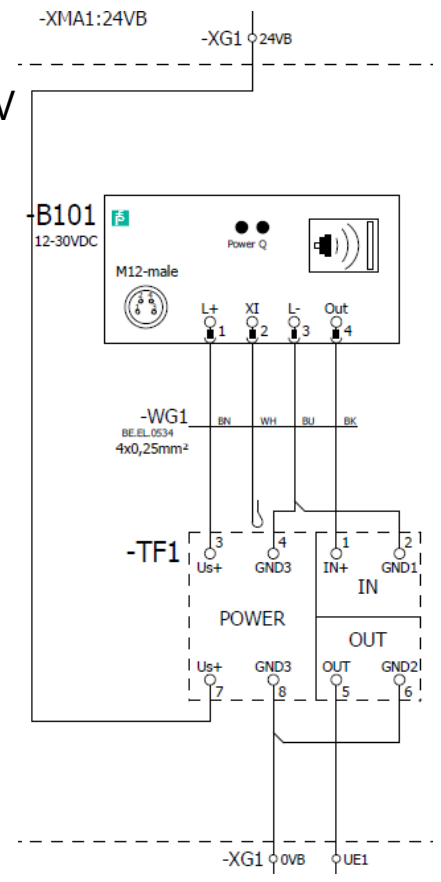 -XMA1:24VB
-XG1 24VB
V
-B101
12-30VDC
Power Q
M12-male
L+ XI L- Out
1 2 3 4
-WG1 BN WH BU BK
BE.EL.0534
4x0,25mm²
-TF1 3 4 1 2
Us+ GND3 IN+ GND1
IN
POWER
OUT
Us+ GND3 OUT GND2
7 8 5 6
-XG1 0VB UE1